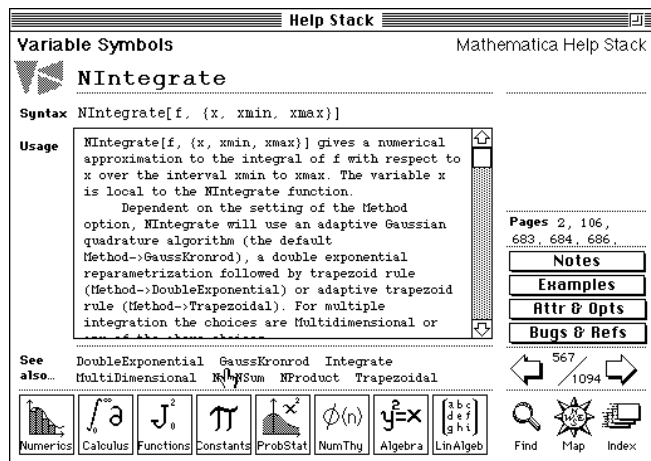 Help Stack
Variable Symbols
Mathematica Help Stack
NIntegrate
Syntax NIntegrate[f, {x, xmin, xmax}]
Usage
NIntegrate[f, {x, xmin, xmax}] gives a numerical
approximation to the integral of f with respect to
x over the interval xmin to xmax. The variable x
is local to the NIntegrate function.
Dependent on the setting of the Method
option, NIntegrate will use an adaptive Gaussian
quadrature algorithm (the default
Method->GaussKronrod), a double exponential
reparametrization followed by trapezoid rule
(Method->DoubleExponential) or adaptive trapezoid
rule (Method->Trapezoidal). For multiple
integration the choices are Multidimensional or
Pages 2, 106,
683, 684, 686,
Notes
Examples
Attr & Opts
Bugs & Refs
See also...
DoubleExponential GaussKronrod Integrate
MultiDimensional NSum NProduct Trapezoidal
567/1094
Numerics
∫₀^∞ ∂ Calculus
J₀² Functions
π Constants
x² ProbStat
ϕ(n) NumThy
y²=x Algebra
a b c
d e f
g h i
LinAlgeb
Find
N W E S Map
Index